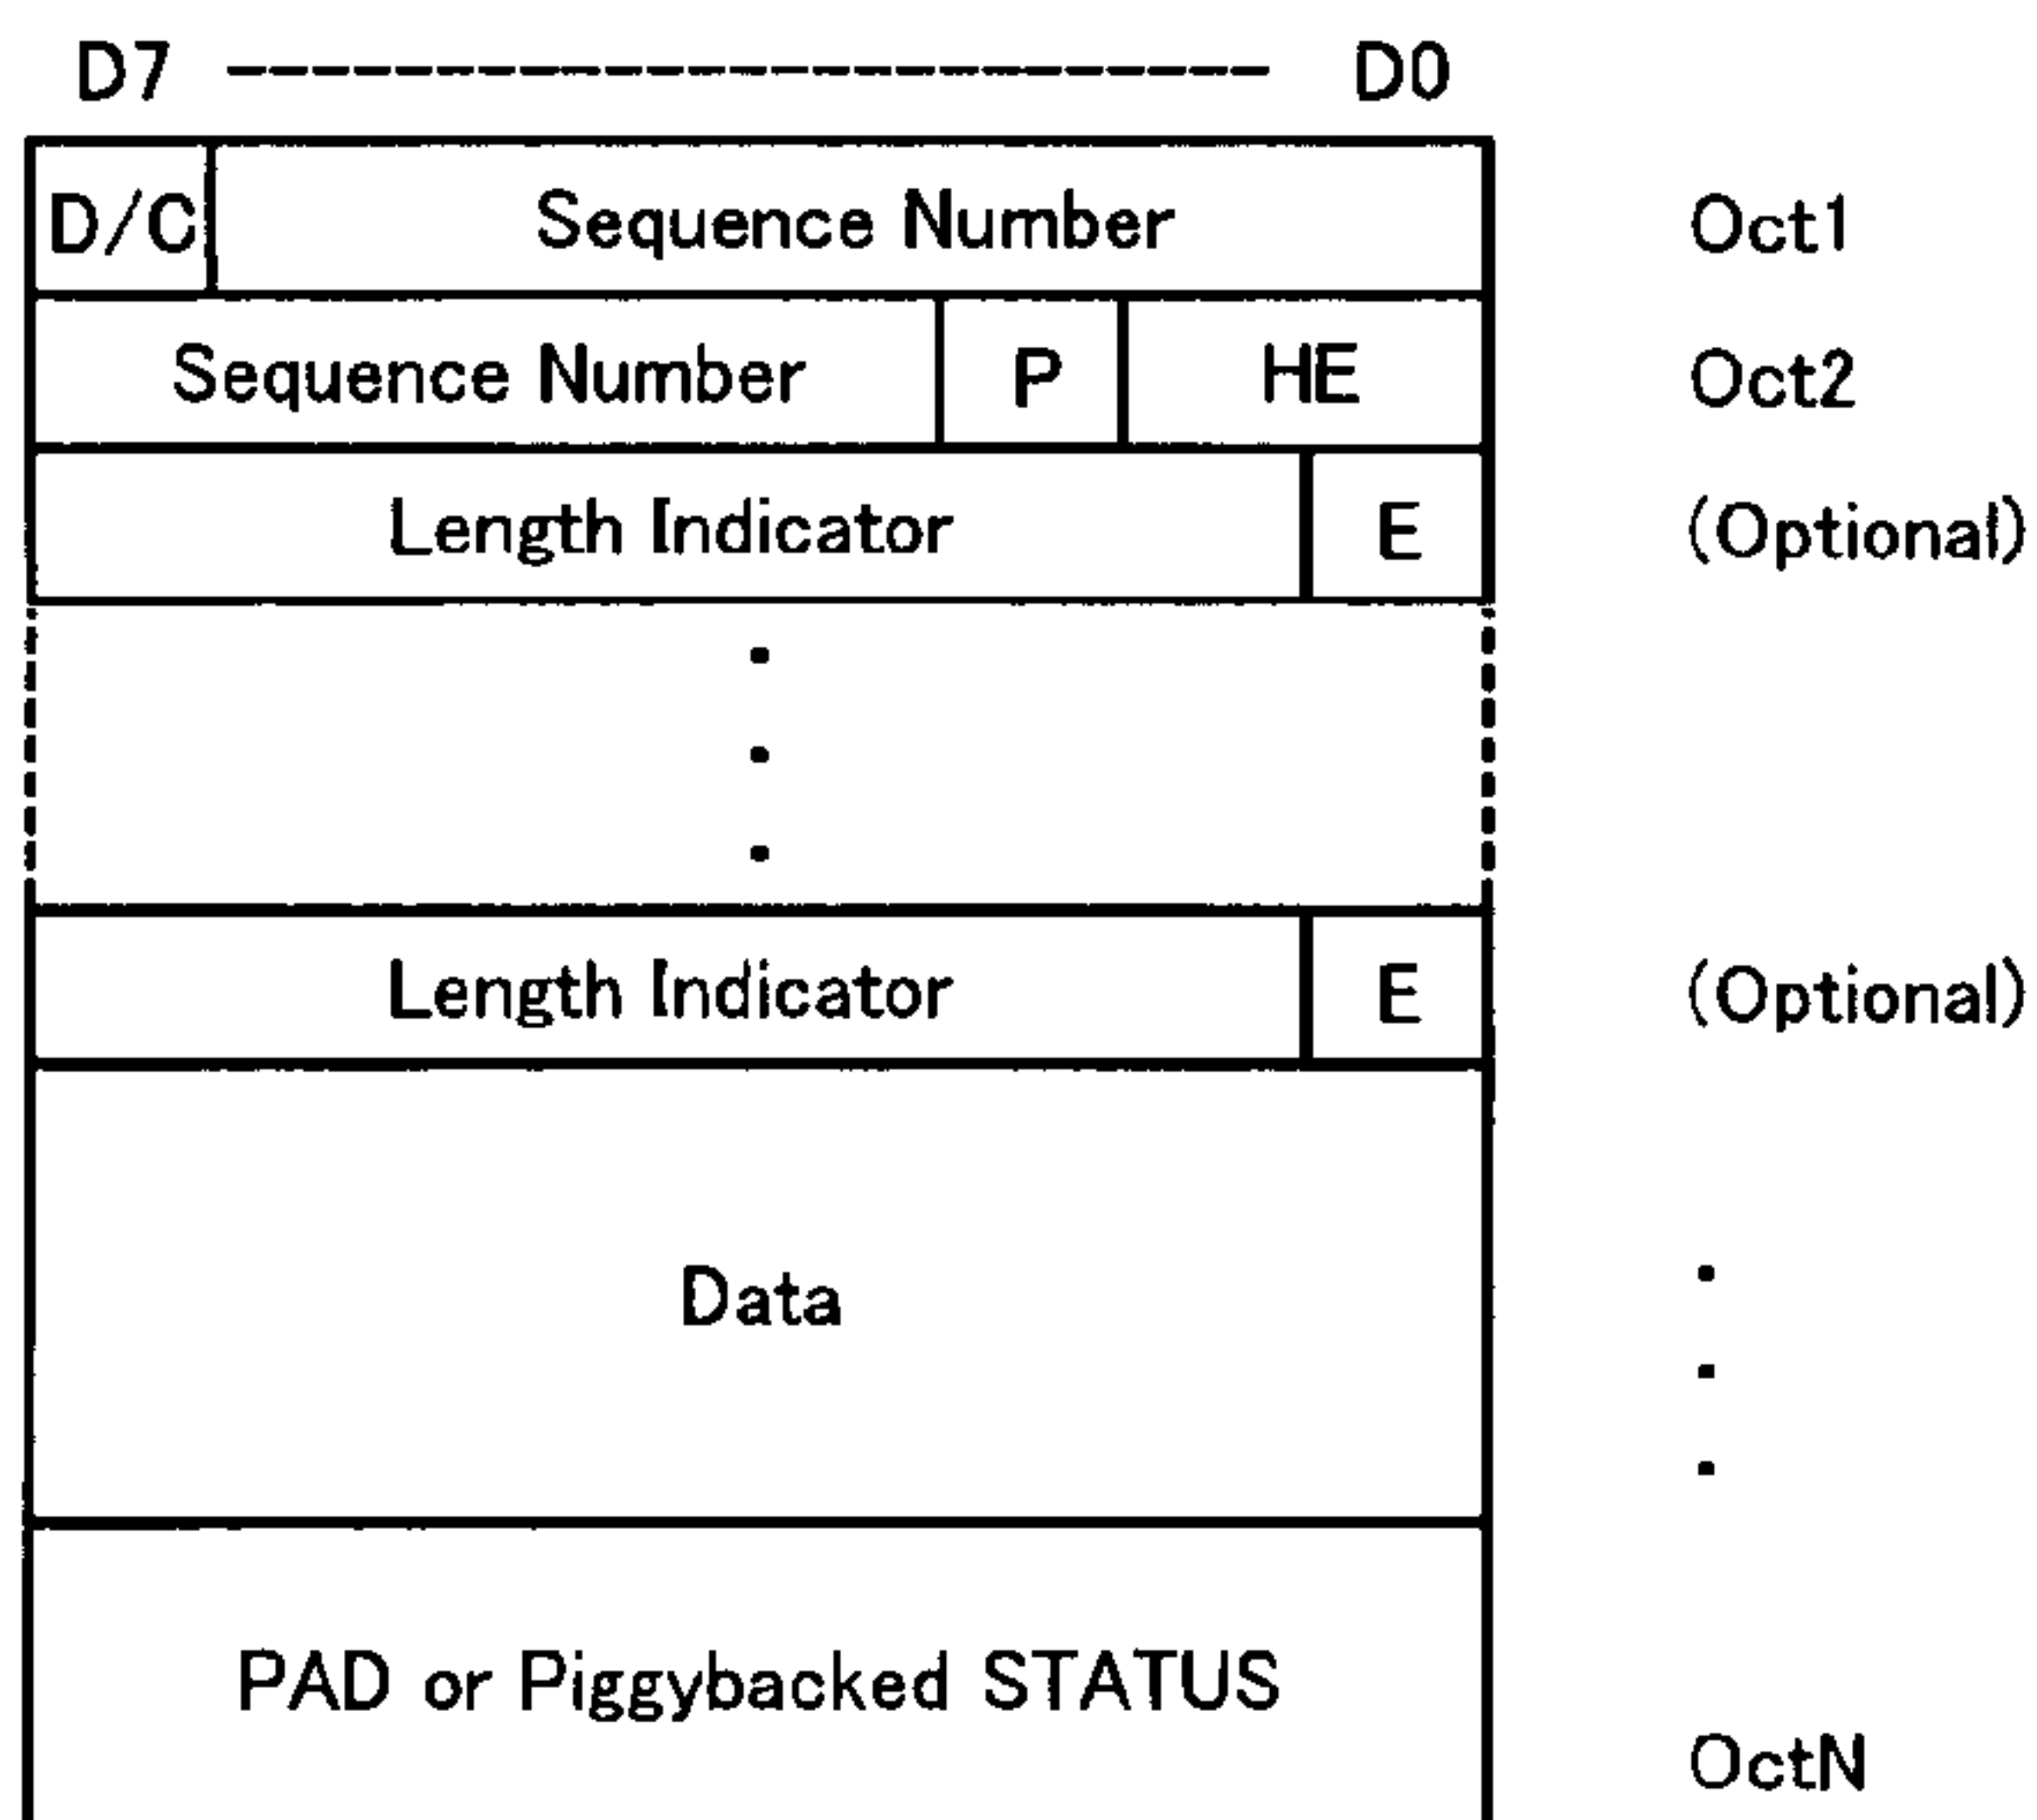 D7 ------------------------- D0
D/C Sequence Number Oct1
Sequence Number P HE Oct2
Length Indicator E (Optional)
Length Indicator E (Optional)
Data
PAD or Piggybacked STATUS
OctN